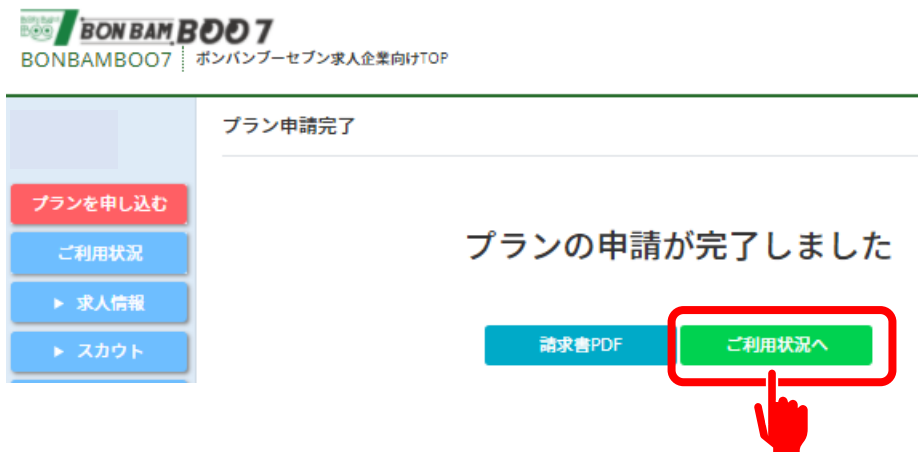 BON BAM BOO 7
BONBAMBOO7 ボンバンブーセブン求人企業向けTOP
プラン申請完了
プランを申し込む
ご利用状況
▶ 求人情報
▶ スカウト
プランの申請が完了しました
請求書PDF
ご利用状況へ